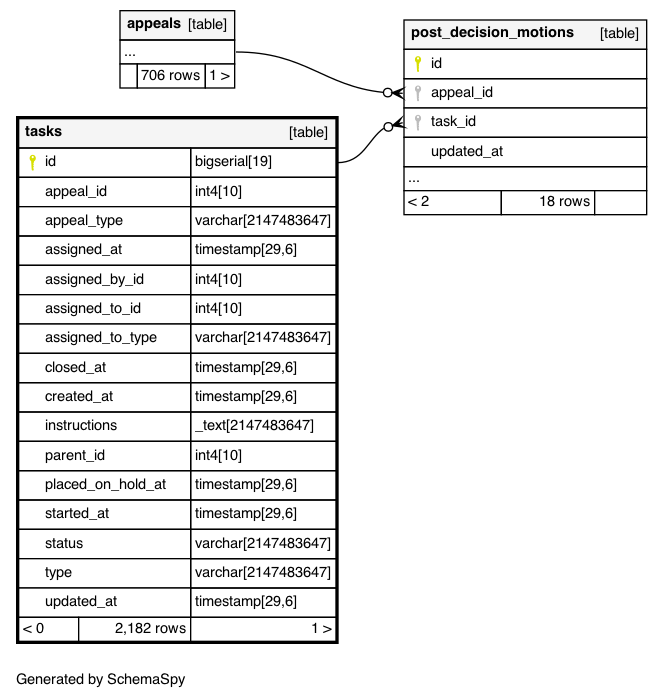 appeals [table]
...
706 rows 1 >
post_decision_motions [table]
id
appeal_id
task_id
updated_at
...
< 2 18 rows
tasks [table]
id bigserial[19]
appeal_id int4[10]
appeal_type varchar[2147483647]
assigned_at timestamp[29,6]
assigned_by_id int4[10]
assigned_to_id int4[10]
assigned_to_type varchar[2147483647]
closed_at timestamp[29,6]
created_at timestamp[29,6]
instructions _text[2147483647]
parent_id int4[10]
placed_on_hold_at timestamp[29,6]
started_at timestamp[29,6]
status varchar[2147483647]
type varchar[2147483647]
updated_at timestamp[29,6]
< 0 2,182 rows 1 >
Generated by SchemaSpy